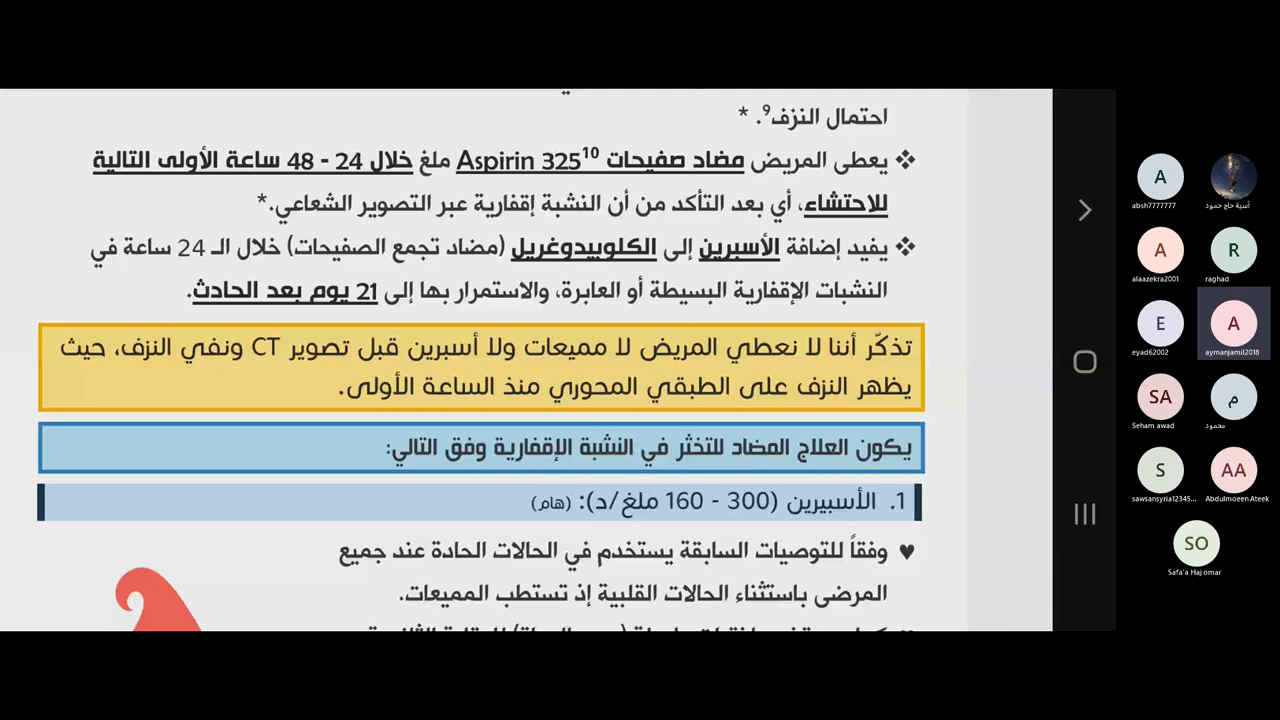 احتمال النزف⁹. *
❖ يعطى المريض مضاد صفيحات Aspirin 325¹⁰ ملغ خلال 24 - 48 ساعة الأولى التالية
للاحتشاء، أي بعد التأكد من أن النشبة إقفارية عبر التصوير الشعاعي.*
❖ يفيد إضافة الأسبرين إلى الكلوبيدوغريل (مضاد تجمع الصفيحات) خلال الـ 24 ساعة في
النشبات الإقفارية البسيطة أو العابرة، والاستمرار بها إلى 21 يوم بعد الحادث.
تذكّر أننا لا نعطي المريض لا مميعات ولا أسبرين قبل تصوير CT ونفي النزف، حيث
يظهر النزف على الطبقي المحوري منذ الساعة الأولى.
يكون العلاج المضاد للتخثر في النشبة الإقفارية وفق التالي:
1. الأسبيرين (300 - 160 ملغ/د): (هام)
♥ وفقاً للتوصيات السابقة يستخدم في الحالات الحادة عند جميع
المرضى باستثناء الحالات القلبية إذ تستطب المميعات.
A
absh7777777
آسية حاج حمود
A
alaazekra2001
R
raghad
E
eyad62002
A
aymanjamil2018
SA
Seham awad
م
محمود
S
sawsansyria12345...
AA
Abdulmoeen Ateek
SO
Safa'a Haj omar